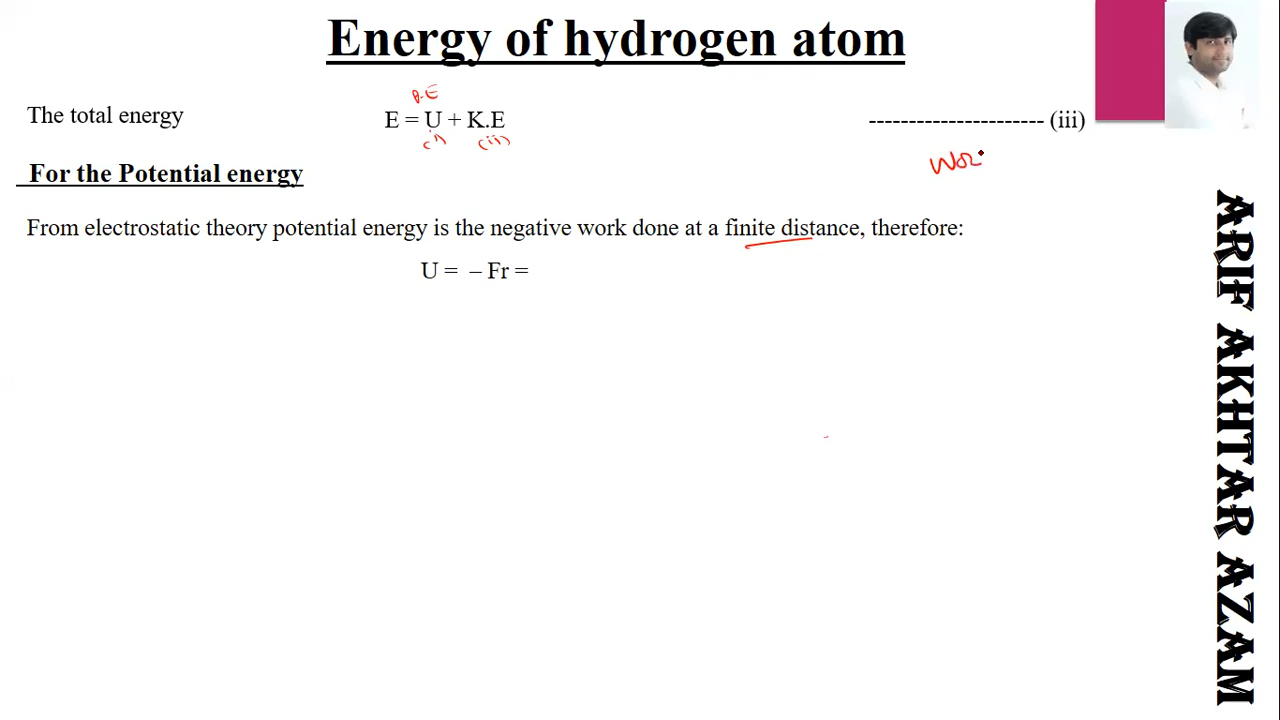 Energy of hydrogen atom
P.E
The total energy E = U + K.E --------------------- (iii)
(i) (ii)
For the Potential energy
From electrostatic theory potential energy is the negative work done at a finite distance, therefore:
U = – Fr =
ARIF AKHTAR AZAM